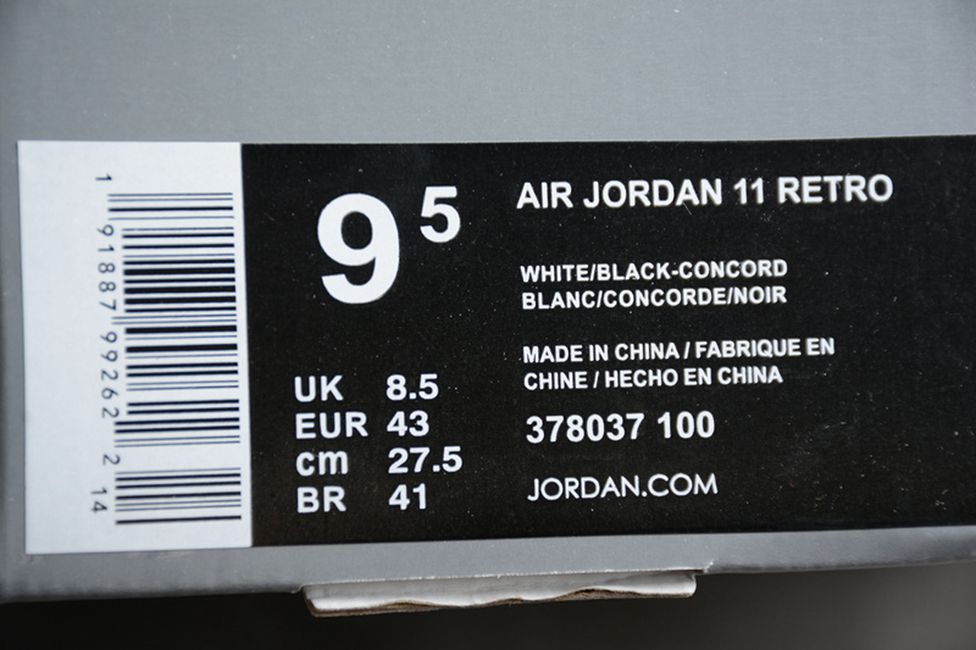 1 91887 99262 2 14
9 5
AIR JORDAN 11 RETRO
WHITE/BLACK-CONCORD
BLANC/CONCORDE/NOIR
MADE IN CHINA / FABRIQUE EN
CHINE / HECHO EN CHINA
378037 100
JORDAN.COM
UK 8.5
EUR 43
cm 27.5
BR 41